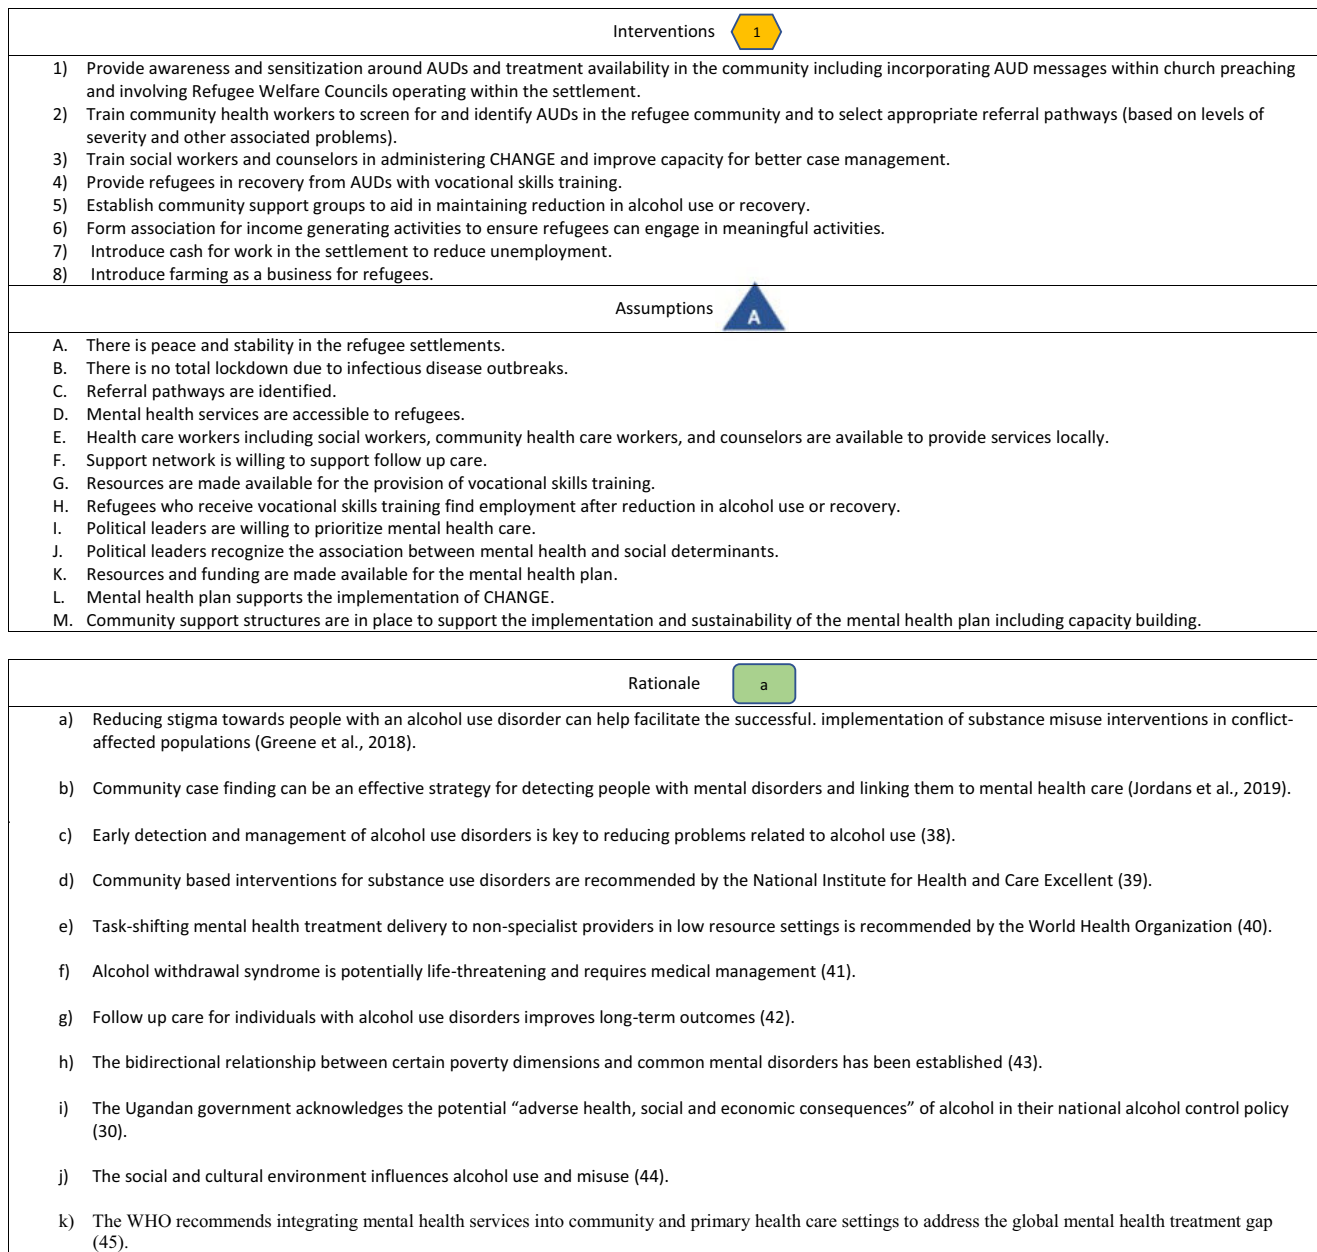 Interventions 1
1) Provide awareness and sensitization around AUDs and treatment availability in the community including incorporating AUD messages within church preaching
and involving Refugee Welfare Councils operating within the settlement.
2) Train community health workers to screen for and identify AUDs in the refugee community and to select appropriate referral pathways (based on levels of
severity and other associated problems).
3) Train social workers and counselors in administering CHANGE and improve capacity for better case management.
4) Provide refugees in recovery from AUDs with vocational skills training.
5) Establish community support groups to aid in maintaining reduction in alcohol use or recovery.
6) Form association for income generating activities to ensure refugees can engage in meaningful activities.
7) Introduce cash for work in the settlement to reduce unemployment.
8) Introduce farming as a business for refugees.
Assumptions A
A. There is peace and stability in the refugee settlements.
B. There is no total lockdown due to infectious disease outbreaks.
C. Referral pathways are identified.
D. Mental health services are accessible to refugees.
E. Health care workers including social workers, community health care workers, and counselors are available to provide services locally.
F. Support network is willing to support follow up care.
G. Resources are made available for the provision of vocational skills training.
H. Refugees who receive vocational skills training find employment after reduction in alcohol use or recovery.
I. Political leaders are willing to prioritize mental health care.
J. Political leaders recognize the association between mental health and social determinants.
K. Resources and funding are made available for the mental health plan.
L. Mental health plan supports the implementation of CHANGE.
M. Community support structures are in place to support the implementation and sustainability of the mental health plan including capacity building.
Rationale a
a) Reducing stigma towards people with an alcohol use disorder can help facilitate the successful. implementation of substance misuse interventions in conflict-
affected populations (Greene et al., 2018).
b) Community case finding can be an effective strategy for detecting people with mental disorders and linking them to mental health care (Jordans et al., 2019).
c) Early detection and management of alcohol use disorders is key to reducing problems related to alcohol use (38).
d) Community based interventions for substance use disorders are recommended by the National Institute for Health and Care Excellent (39).
e) Task-shifting mental health treatment delivery to non-specialist providers in low resource settings is recommended by the World Health Organization (40).
f) Alcohol withdrawal syndrome is potentially life-threatening and requires medical management (41).
g) Follow up care for individuals with alcohol use disorders improves long-term outcomes (42).
h) The bidirectional relationship between certain poverty dimensions and common mental disorders has been established (43).
i) The Ugandan government acknowledges the potential “adverse health, social and economic consequences” of alcohol in their national alcohol control policy
(30).
j) The social and cultural environment influences alcohol use and misuse (44).
k) The WHO recommends integrating mental health services into community and primary health care settings to address the global mental health treatment gap
(45).